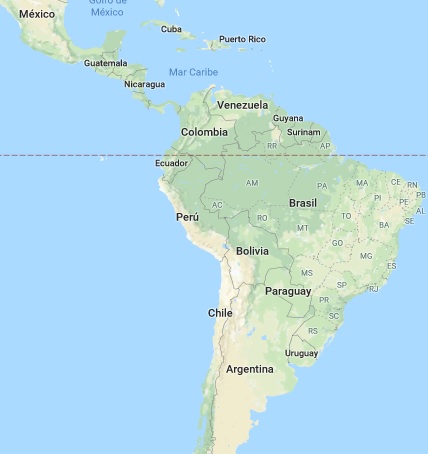 Golfo de
México
México
Cuba
Puerto Rico
Guatemala
Mar Caribe
Nicaragua
Venezuela
Guyana
Colombia
Surinam
RR
AP
Ecuador
AM
PA
MA
CE
RN
PB
PI
PE
AL
AC
Brasil
TO
SE
Perú
RO
BA
MT
GO
Bolivia
MG
ES
MS
Paraguay
SP
RJ
PR
Chile
SC
RS
Uruguay
Argentina